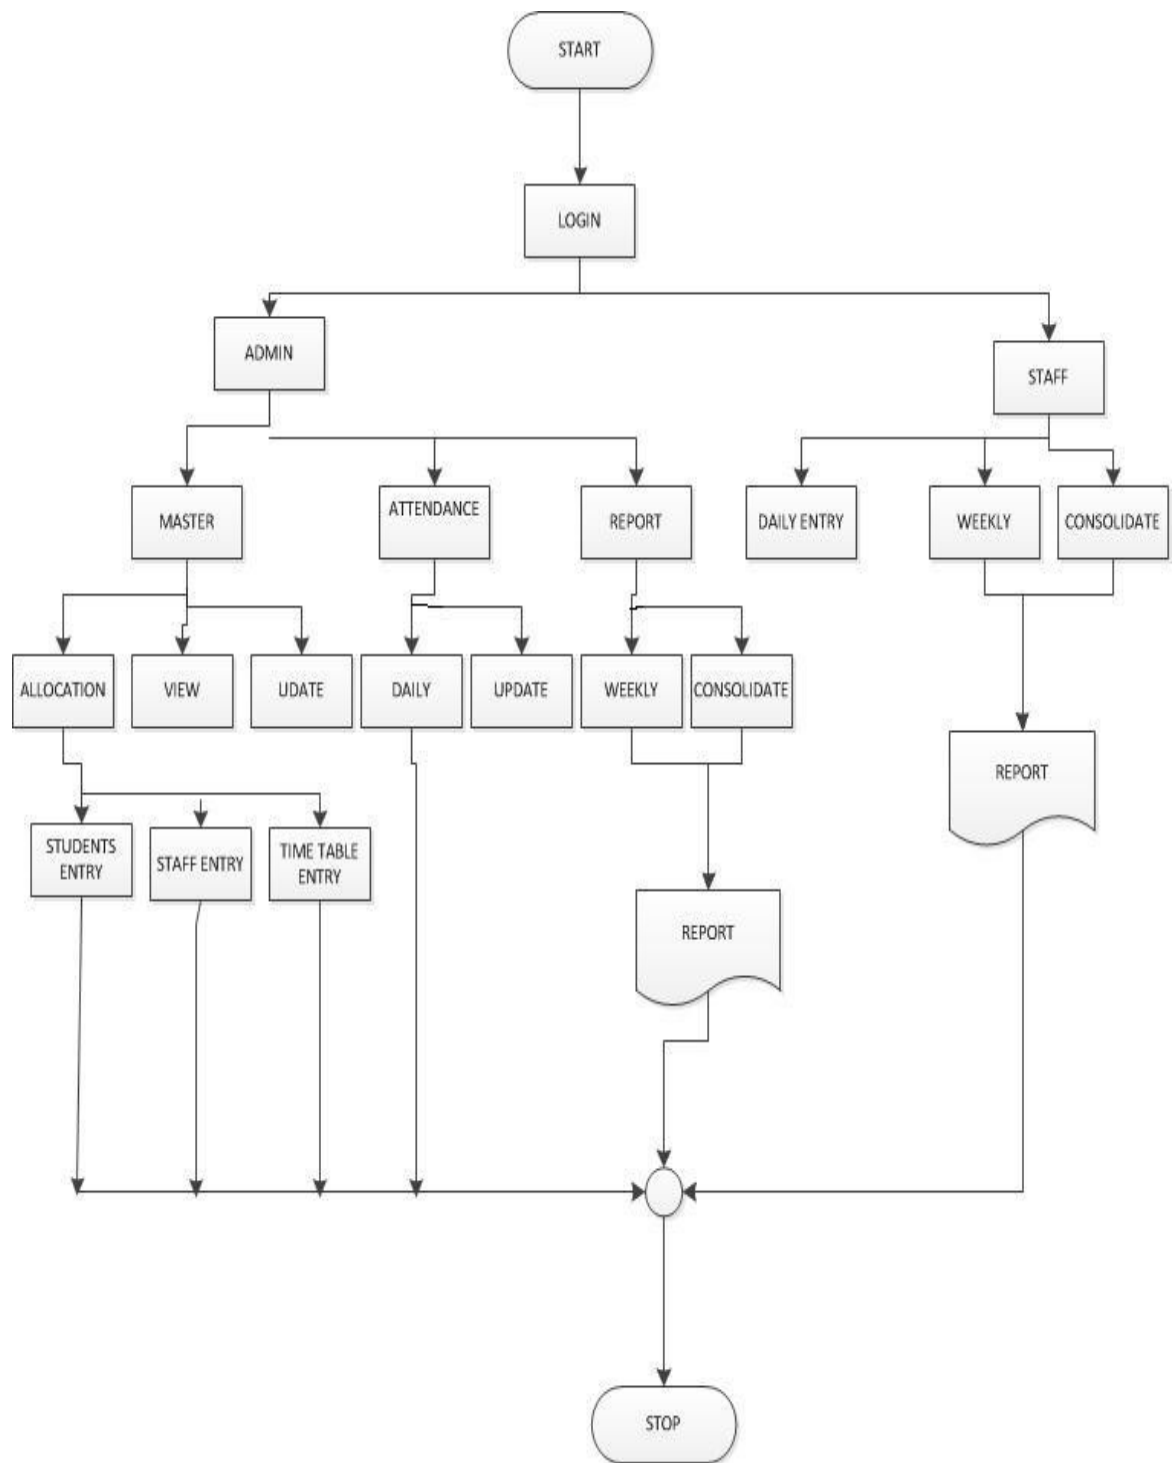 START
LOGIN
ADMIN
STAFF
MASTER
ATTENDANCE
REPORT
DAILY ENTRY
WEEKLY
CONSOLIDATE
ALLOCATION
VIEW
UDATE
DAILY
UPDATE
WEEKLY
CONSOLIDATE
REPORT
STUDENTS
ENTRY
STAFF ENTRY
TIME TABLE
ENTRY
REPORT
STOP